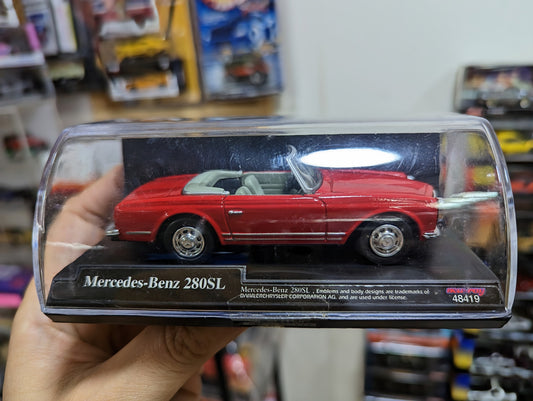 Mercedes-Benz 280SL
Mercedes-Benz 280SL . Emblems and body designs are trademarks of
DAIMLERCHRYSLER CORPORATION AG. and are used under license.
48419